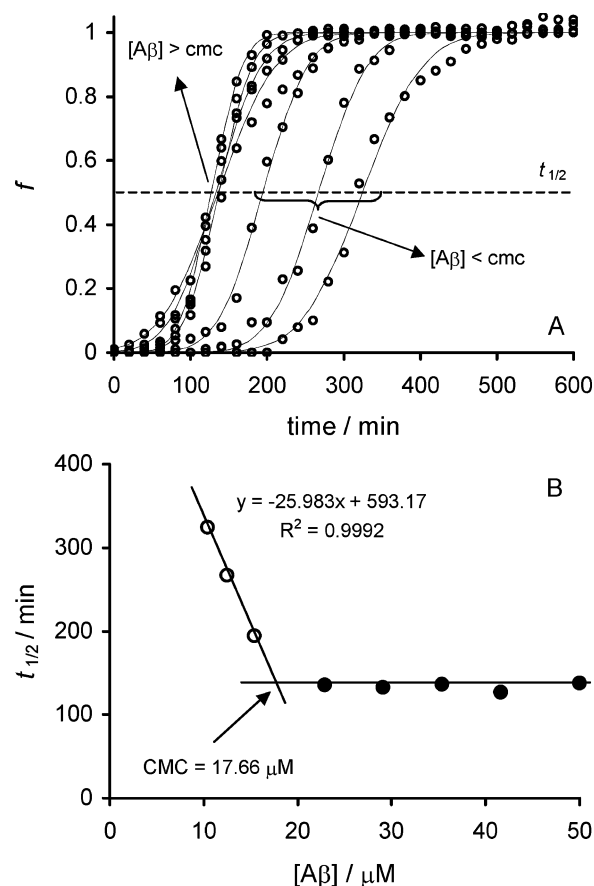 1
[Aβ] > cmc
0.8
0.6
f
t1/2
0.4
[Aβ] < cmc
0.2
A
0
0 100 200 300 400 500 600
time / min
400
B
y = -25.983x + 593.17
R² = 0.9992
300
t1/2 / min
200
100
CMC = 17.66 μM
0
0 10 20 30 40 50
[Aβ] / μM